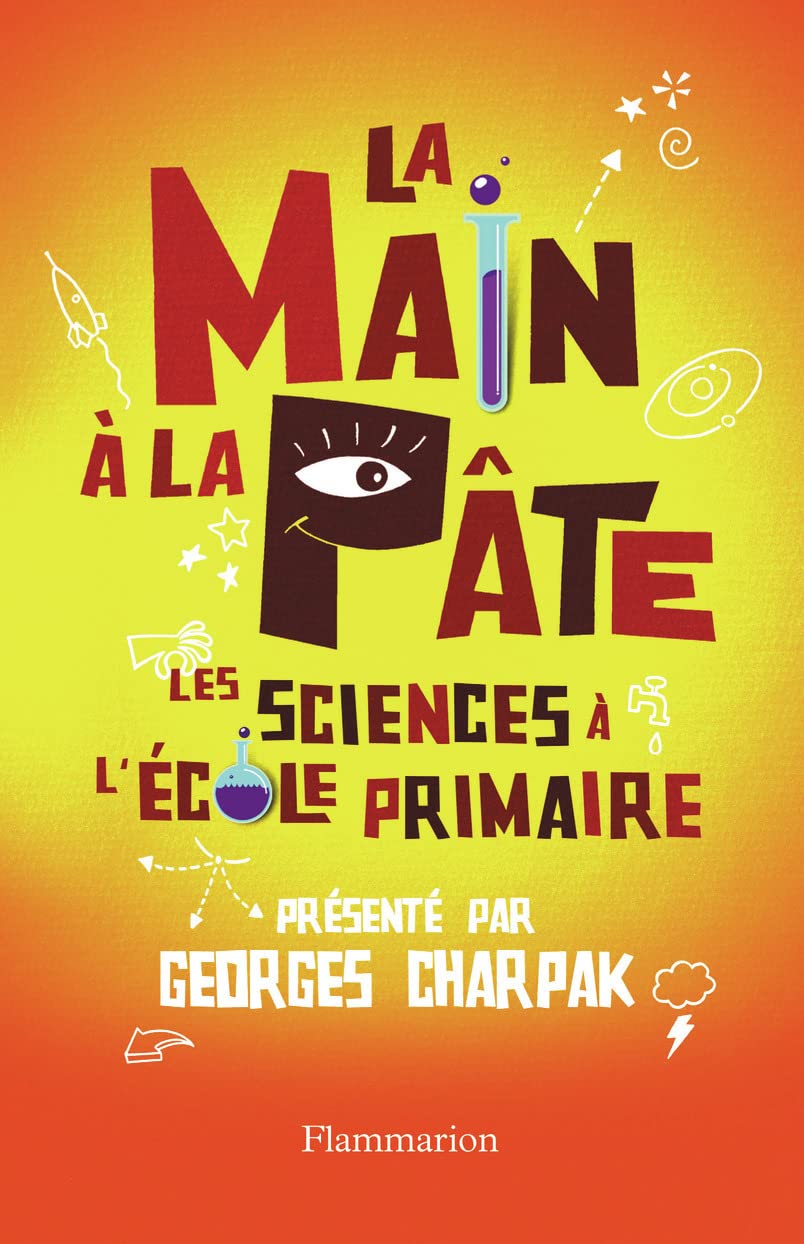 LA
MAIN
À LA PÂTE
LES SCIENCES À
L'ÉCOLE PRIMAIRE
PRÉSENTÉ PAR
GEORGES CHARPAK
Flammarion